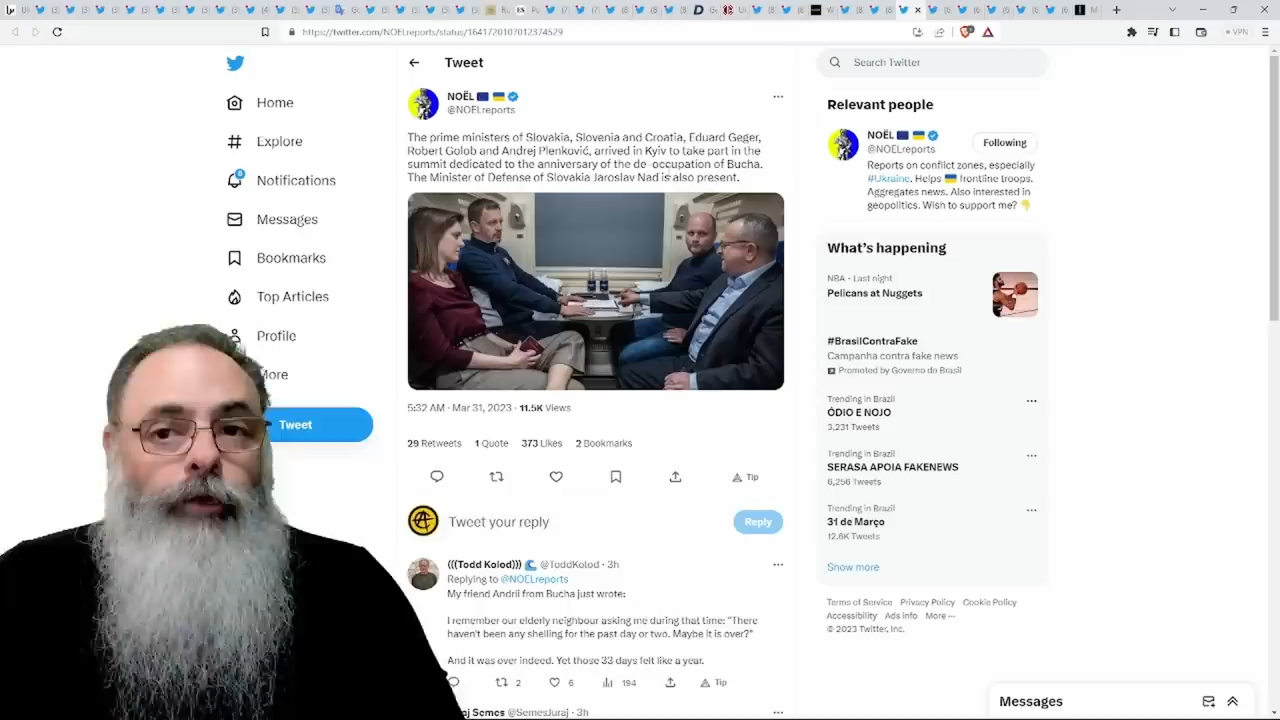 https://twitter.com/NOELreports/status/1641720107012374529
VPN
Home
Explore
8
Notifications
Messages
Bookmarks
Top Articles
Profile
More
Tweet
Tweet
NOËL
@NOELreports
The prime ministers of Slovakia, Slovenia and Croatia, Eduard Geger,
Robert Golob and Andrej Plenković, arrived in Kyiv to take part in the
summit dedicated to the anniversary of the de-occupation of Bucha.
The Minister of Defense of Slovakia Jaroslav Nad is also present.
5:32 AM · Mar 31, 2023 · 11.5K Views
29 Retweets 1 Quote 373 Likes 2 Bookmarks
Tip
Tweet your reply
Reply
(((Todd Kolod))) @ToddKolod · 3h
Replying to @NOELreports
My friend Andrii from Bucha just wrote:
I remember our elderly neighbour asking me during that time: "There
haven't been any shelling for the past day or two. Maybe it is over?"
And it was over indeed. Yet those 33 days felt like a year.
2 6 194 Tip
Semes @SemesJuraj · 3h
Search Twitter
Relevant people
NOËL
@NOELreports
Following
Reports on conflict zones, especially
#Ukraine. Helps frontline troops.
Aggregates news. Also interested in
geopolitics. Wish to support me?
What's happening
NBA · Last night
Pelicans at Nuggets
#BrasilContraFake
Campanha contra fake news
Promoted by Governo do Brasil
Trending in Brazil
ÓDIO E NOJO
3,231 Tweets
Trending in Brazil
SERASA APOIA FAKENEWS
6,256 Tweets
Trending in Brazil
31 de Março
12.6K Tweets
Show more
Terms of Service Privacy Policy Cookie Policy
Accessibility Ads info More ···
© 2023 Twitter, Inc.
Messages